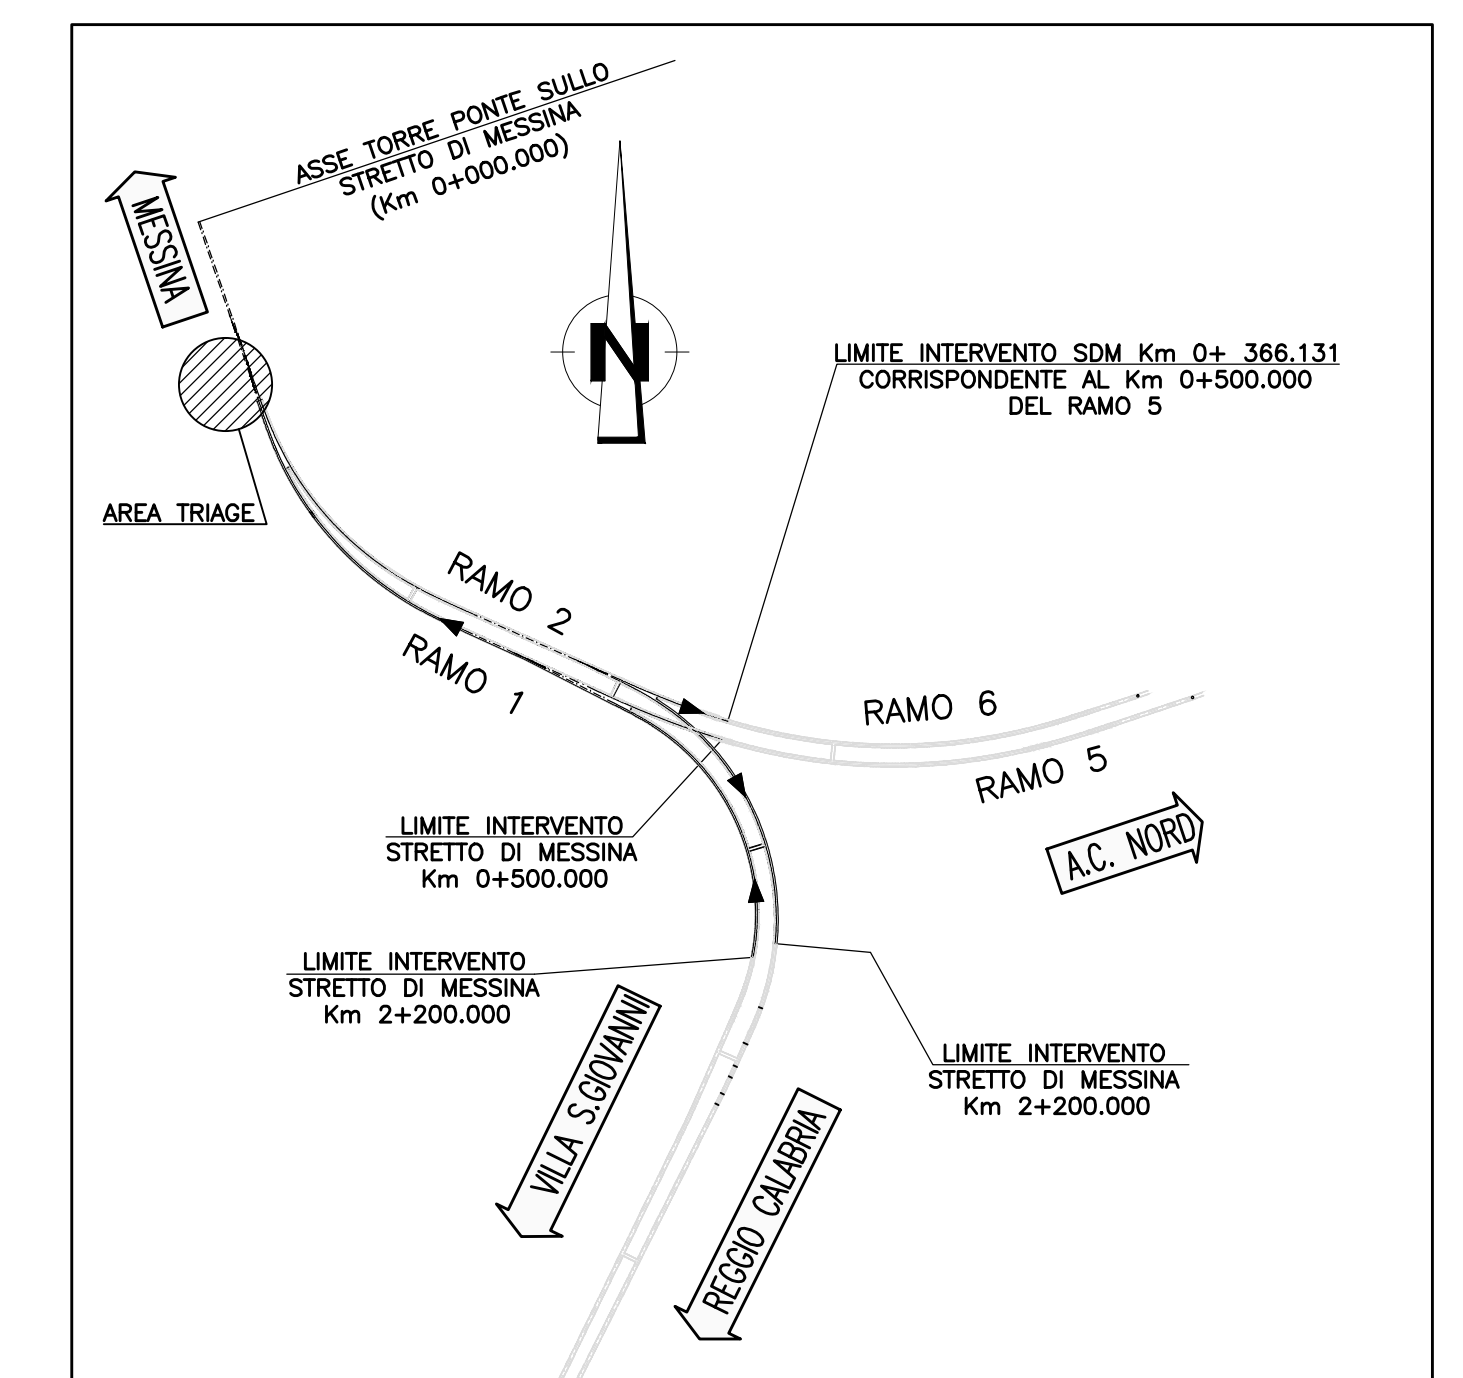 ASSE TORRE PONTE SULLO
STRETTO DI MESSINA
(Km 0+000.000)
MESSINA
N
LIMITE INTERVENTO SDM Km 0+ 366.131
CORRISPONDENTE AL Km 0+500.000
DEL RAMO 5
AREA TRIAGE
RAMO 2
RAMO 1
RAMO 6
RAMO 5
A.C. NORD
LIMITE INTERVENTO
STRETTO DI MESSINA
Km 0+500.000
LIMITE INTERVENTO
STRETTO DI MESSINA
Km 2+200.000
VILLA S.GIOVANNI
LIMITE INTERVENTO
STRETTO DI MESSINA
Km 2+200.000
REGGIO CALABRIA